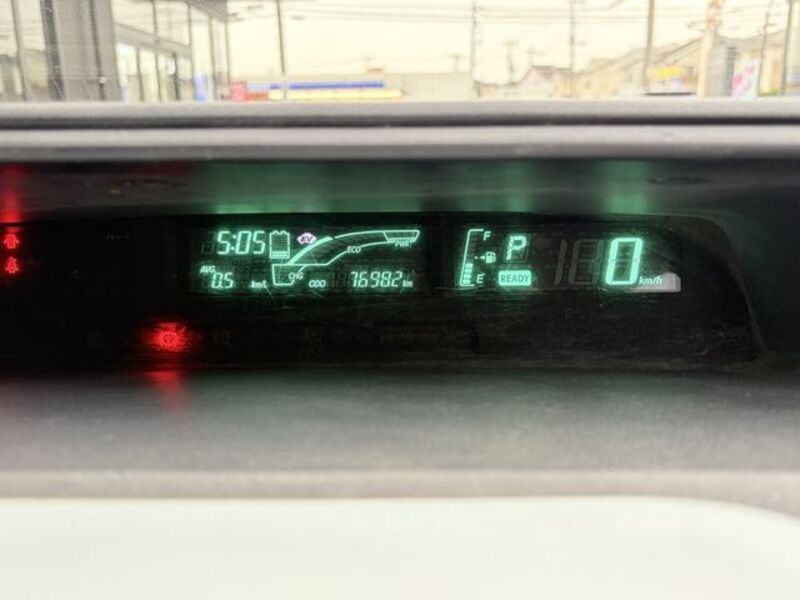 5:05
EV
ECO
PWR
AVG
0.5 km/L
CHG
ODO
76982 km
F
E
P
READY
0 km/h